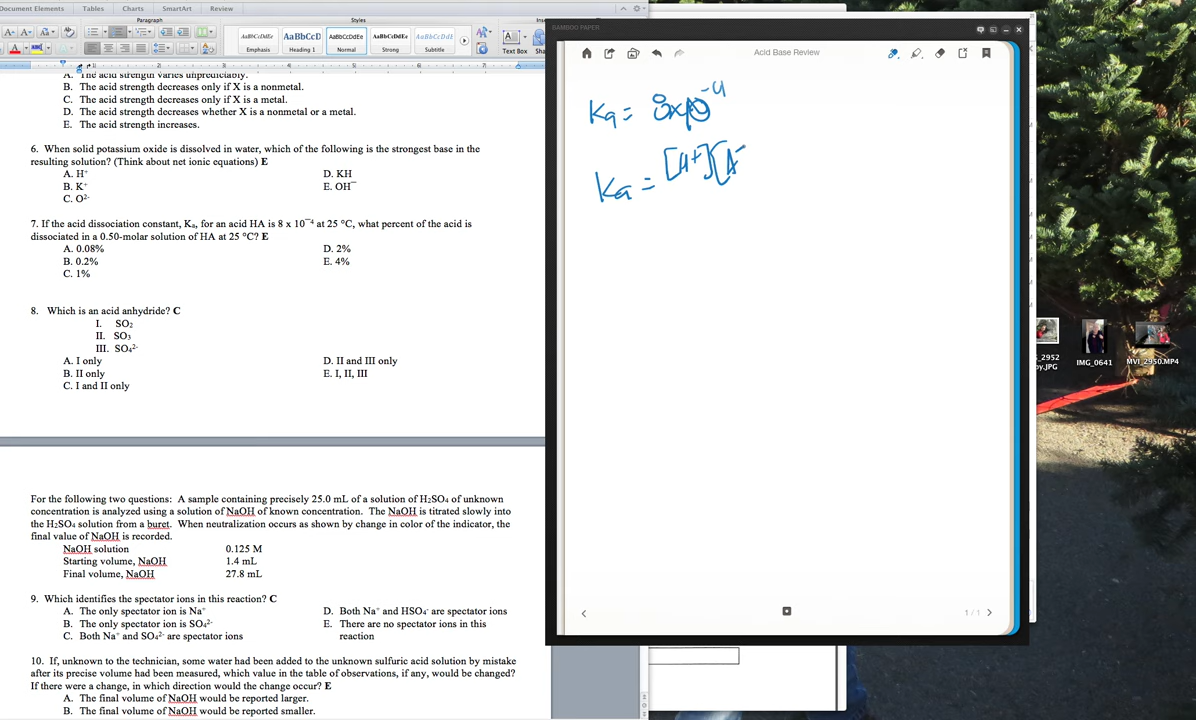 Document Elements Tables Charts SmartArt Review
Paragraph Styles
AaBbCcDdEe AaBbCcD AaBbCcDdEe AaBbCcDdEe AaBbCcDdEe
Emphasis Heading 1 Normal Strong Subtitle Text Box
A. The acid strength varies unpredictably.
B. The acid strength decreases only if X is a nonmetal.
C. The acid strength decreases only if X is a metal.
D. The acid strength decreases whether X is a nonmetal or a metal.
E. The acid strength increases.
6. When solid potassium oxide is dissolved in water, which of the following is the strongest base in the
resulting solution? (Think about net ionic equations) E
A. H⁺ D. KH
B. K⁺ E. OH⁻
C. O²⁻
7. If the acid dissociation constant, Kₐ, for an acid HA is 8 x 10⁻⁴ at 25 °C, what percent of the acid is
dissociated in a 0.50-molar solution of HA at 25 °C? E
A. 0.08% D. 2%
B. 0.2% E. 4%
C. 1%
8. Which is an acid anhydride? C
I. SO₂
II. SO₃
III. SO₄²⁻
A. I only D. II and III only
B. II only E. I, II, III
C. I and II only
For the following two questions: A sample containing precisely 25.0 mL of a solution of H₂SO₄ of unknown
concentration is analyzed using a solution of NaOH of known concentration. The NaOH is titrated slowly into
the H₂SO₄ solution from a buret. When neutralization occurs as shown by change in color of the indicator, the
final value of NaOH is recorded.
NaOH solution 0.125 M
Starting volume, NaOH 1.4 mL
Final volume, NaOH 27.8 mL
9. Which identifies the spectator ions in this reaction? C
A. The only spectator ion is Na⁺ D. Both Na⁺ and HSO₄⁻ are spectator ions
B. The only spectator ion is SO₄²⁻ E. There are no spectator ions in this
C. Both Na⁺ and SO₄²⁻ are spectator ions reaction
10. If, unknown to the technician, some water had been added to the unknown sulfuric acid solution by mistake
after its precise volume had been measured, which value in the table of observations, if any, would be changed?
If there were a change, in which direction would the change occur? E
A. The final volume of NaOH would be reported larger.
B. The final volume of NaOH would be reported smaller.
BAMBOO PAPER
Acid Base Review
Ka = 8x10⁻⁴
Ka = [H+][A-
1 / 1
IMG_0641
MVI_2950.MP4